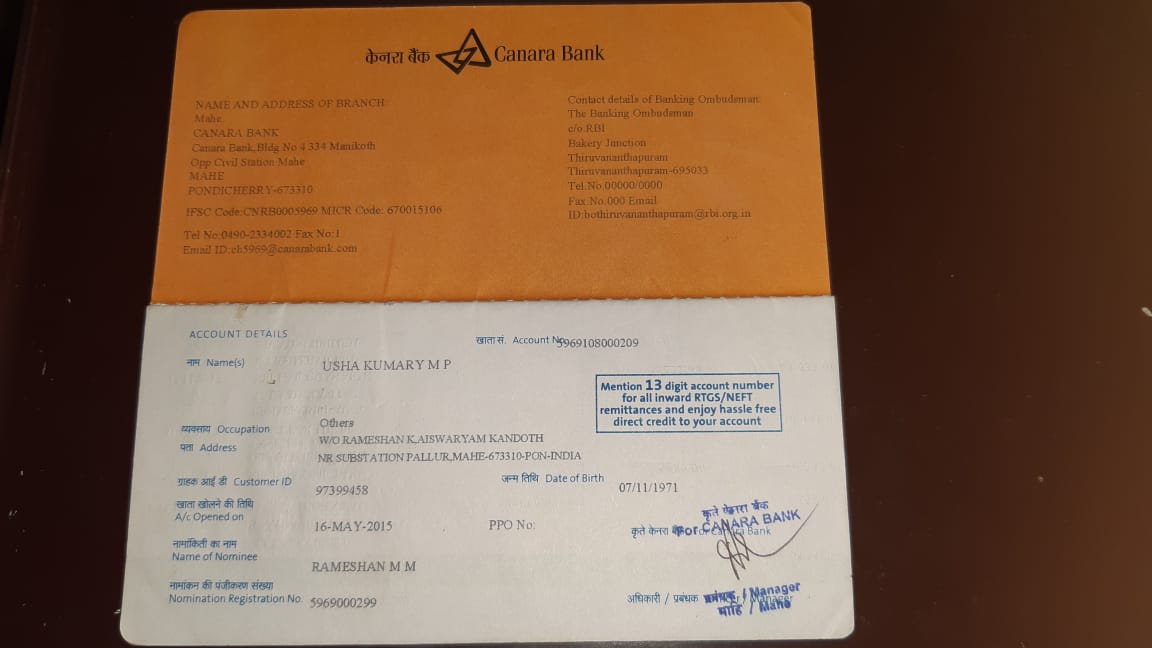 केनरा बैंक Canara Bank
NAME AND ADDRESS OF BRANCH:
Mahe.
CANARA BANK
Canara Bank,Bldg No 4 334 Manikoth
Opp Civil Station Mahe
MAHE
PONDICHERRY-673310
IFSC Code:CNRB0005969 MICR Code: 670015106
Tel No:0490-2334002 Fax No:1
Email ID:cb5969@canarabank.com
Contact details of Banking Ombudsman:
The Banking Ombudsman
c/o.RBI
Bakery Junction
Thiruvananthapuram
Thiruvananthapuram-695033
Tel.No.00000/0000
Fax.No.000 Email
ID:bothiruvananthapuram@rbi.org.in
ACCOUNT DETAILS
खाता सं. Account No 5969108000209
नाम Name(s) USHA KUMARY M P
Mention 13 digit account number
for all inward RTGS/NEFT
remittances and enjoy hassle free
direct credit to your account
व्यवसाय Occupation Others
पता Address W/O RAMESHAN K,AISWARYAM KANDOTH
NR SUBSTATION PALLUR,MAHE-673310-PON-INDIA
ग्राहक आई डी Customer ID 97399458
जन्म तिथि Date of Birth 07/11/1971
खाता खोलने की तिथि
A/c Opened on 16-MAY-2015 PPO No:
कृते केनरा बैंक For CANARA BANK
नामांकिती का नाम
Name of Nominee RAMESHAN M M
नामांकन की पंजीकरण संख्या
Nomination Registration No. 5969000299
अधिकारी / प्रबंधक
प्रबंधक / Manager
माहि / Mahe